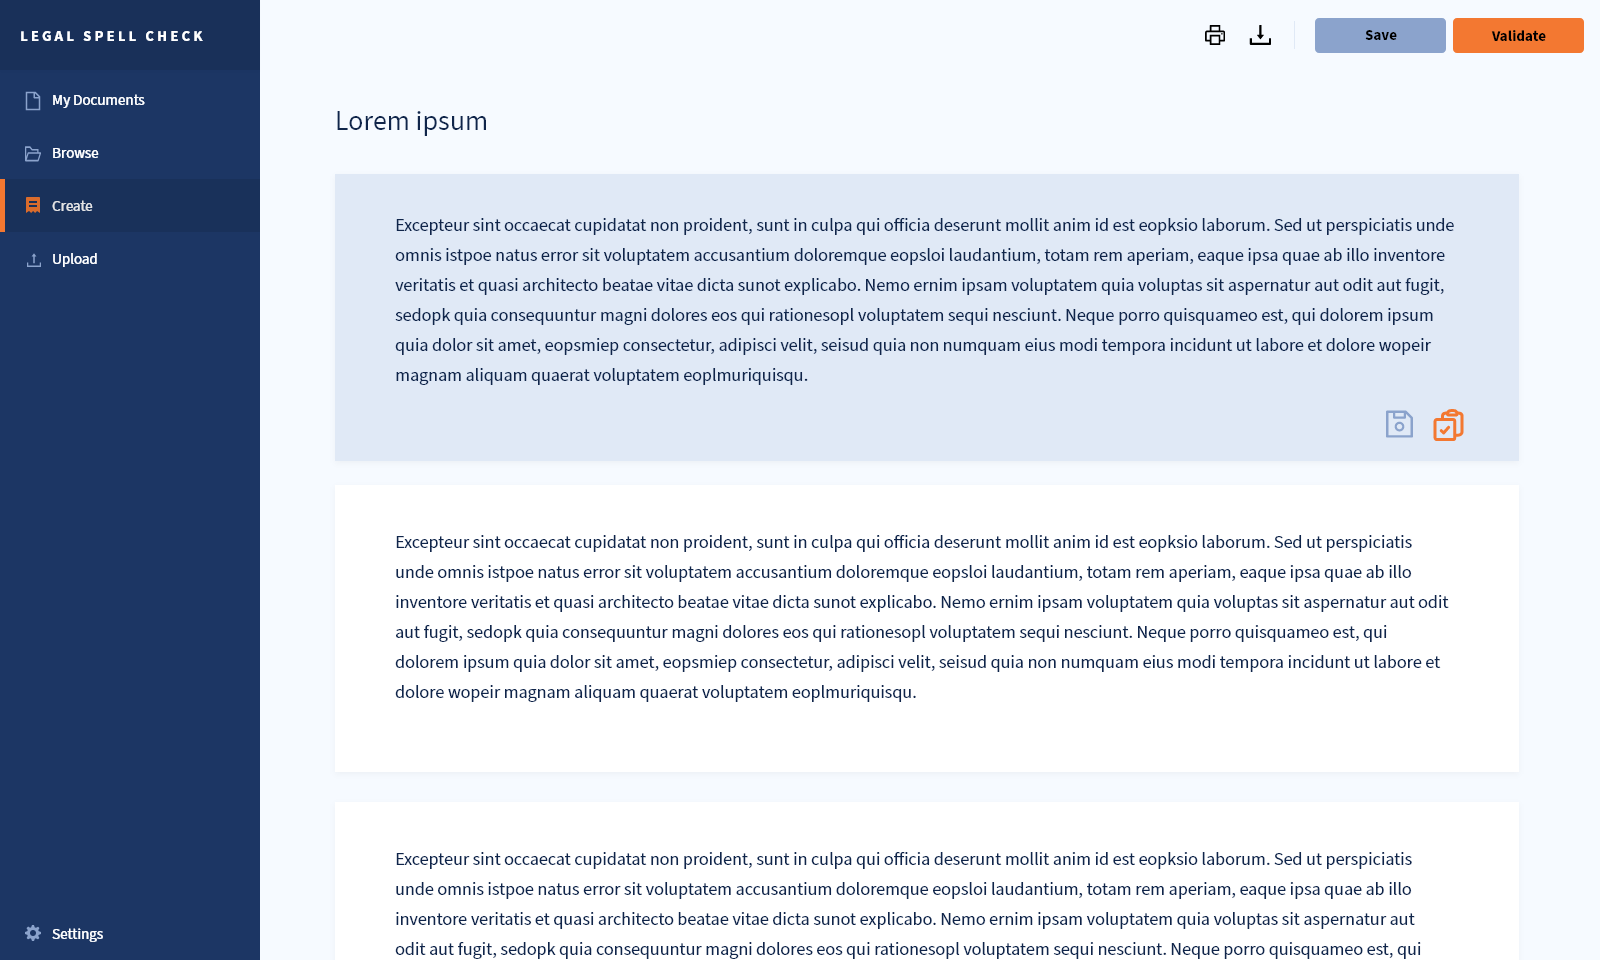 LEGAL SPELL CHECK
My Documents
Browse
Create
Upload
Settings
Save
Validate
Lorem ipsum
Excepteur sint occaecat cupidatat non proident, sunt in culpa qui officia deserunt mollit anim id est eopksio laborum. Sed ut perspiciatis unde
omnis istpoe natus error sit voluptatem accusantium doloremque eopsloi laudantium, totam rem aperiam, eaque ipsa quae ab illo inventore
veritatis et quasi architecto beatae vitae dicta sunot explicabo. Nemo ernim ipsam voluptatem quia voluptas sit aspernatur aut odit aut fugit,
sedopk quia consequuntur magni dolores eos qui rationesopl voluptatem sequi nesciunt. Neque porro quisquameo est, qui dolorem ipsum
quia dolor sit amet, eopsmiep consectetur, adipisci velit, seisud quia non numquam eius modi tempora incidunt ut labore et dolore wopeir
magnam aliquam quaerat voluptatem eoplmuriquisqu.
Excepteur sint occaecat cupidatat non proident, sunt in culpa qui officia deserunt mollit anim id est eopksio laborum. Sed ut perspiciatis
unde omnis istpoe natus error sit voluptatem accusantium doloremque eopsloi laudantium, totam rem aperiam, eaque ipsa quae ab illo
inventore veritatis et quasi architecto beatae vitae dicta sunot explicabo. Nemo ernim ipsam voluptatem quia voluptas sit aspernatur aut odit
aut fugit, sedopk quia consequuntur magni dolores eos qui rationesopl voluptatem sequi nesciunt. Neque porro quisquameo est, qui
dolorem ipsum quia dolor sit amet, eopsmiep consectetur, adipisci velit, seisud quia non numquam eius modi tempora incidunt ut labore et
dolore wopeir magnam aliquam quaerat voluptatem eoplmuriquisqu.
Excepteur sint occaecat cupidatat non proident, sunt in culpa qui officia deserunt mollit anim id est eopksio laborum. Sed ut perspiciatis
unde omnis istpoe natus error sit voluptatem accusantium doloremque eopsloi laudantium, totam rem aperiam, eaque ipsa quae ab illo
inventore veritatis et quasi architecto beatae vitae dicta sunot explicabo. Nemo ernim ipsam voluptatem quia voluptas sit aspernatur aut
odit aut fugit, sedopk quia consequuntur magni dolores eos qui rationesopl voluptatem sequi nesciunt. Neque porro quisquameo est, qui